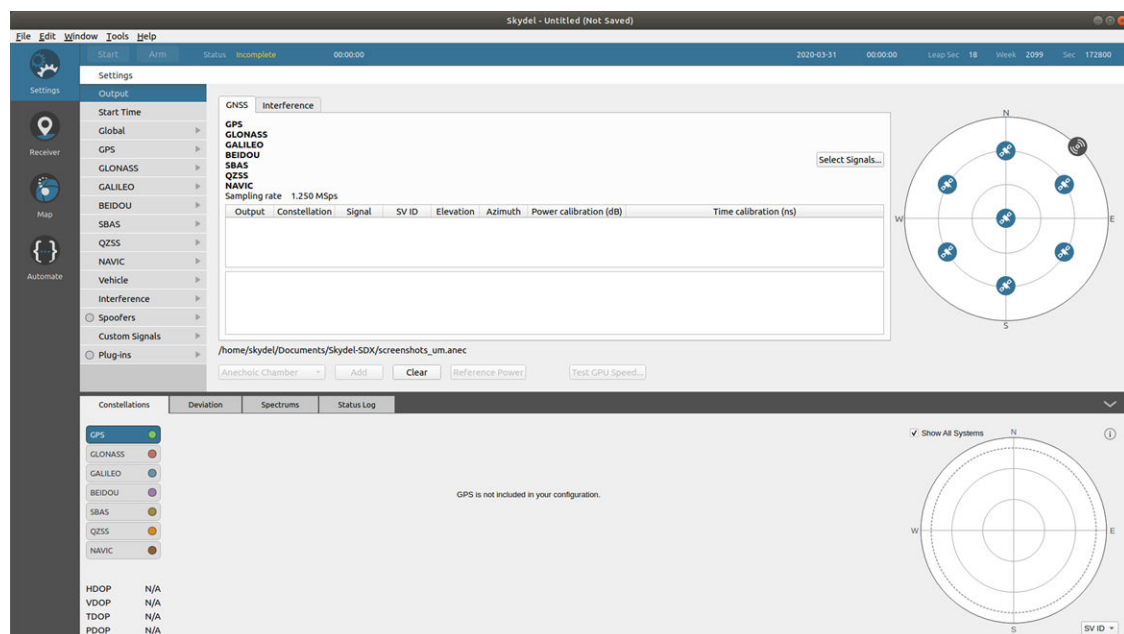 Skydel - Untitled (Not Saved)
File Edit Window Tools Help
Start Arm Status Incomplete 00:00:00 2020-03-31 00:00:00 Leap Sec 18 Week 2099 Sec 172800
Settings
Receiver
Map
Automate
Settings
Output
Start Time
Global
GPS
GLONASS
GALILEO
BEIDOU
SBAS
QZSS
NAVIC
Vehicle
Interference
Spoofers
Custom Signals
Plug-ins
GNSS Interference
GPS
GLONASS
GALILEO
BEIDOU
SBAS
QZSS
NAVIC
Sampling rate 1.250 MSps
Select Signals...
Output Constellation Signal SV ID Elevation Azimuth Power calibration (dB) Time calibration (ns)
/home/skydel/Documents/Skydel-SDX/screenshots_um.anec
Anechoic Chamber Add Clear Reference Power Test GPU Speed...
N
W E
S
Constellations Deviation Spectrums Status Log
GPS
GLONASS
GALILEO
BEIDOU
SBAS
QZSS
NAVIC
HDOP N/A
VDOP N/A
TDOP N/A
PDOP N/A
GPS is not included in your configuration.
Show All Systems
N
W E
S
SV ID